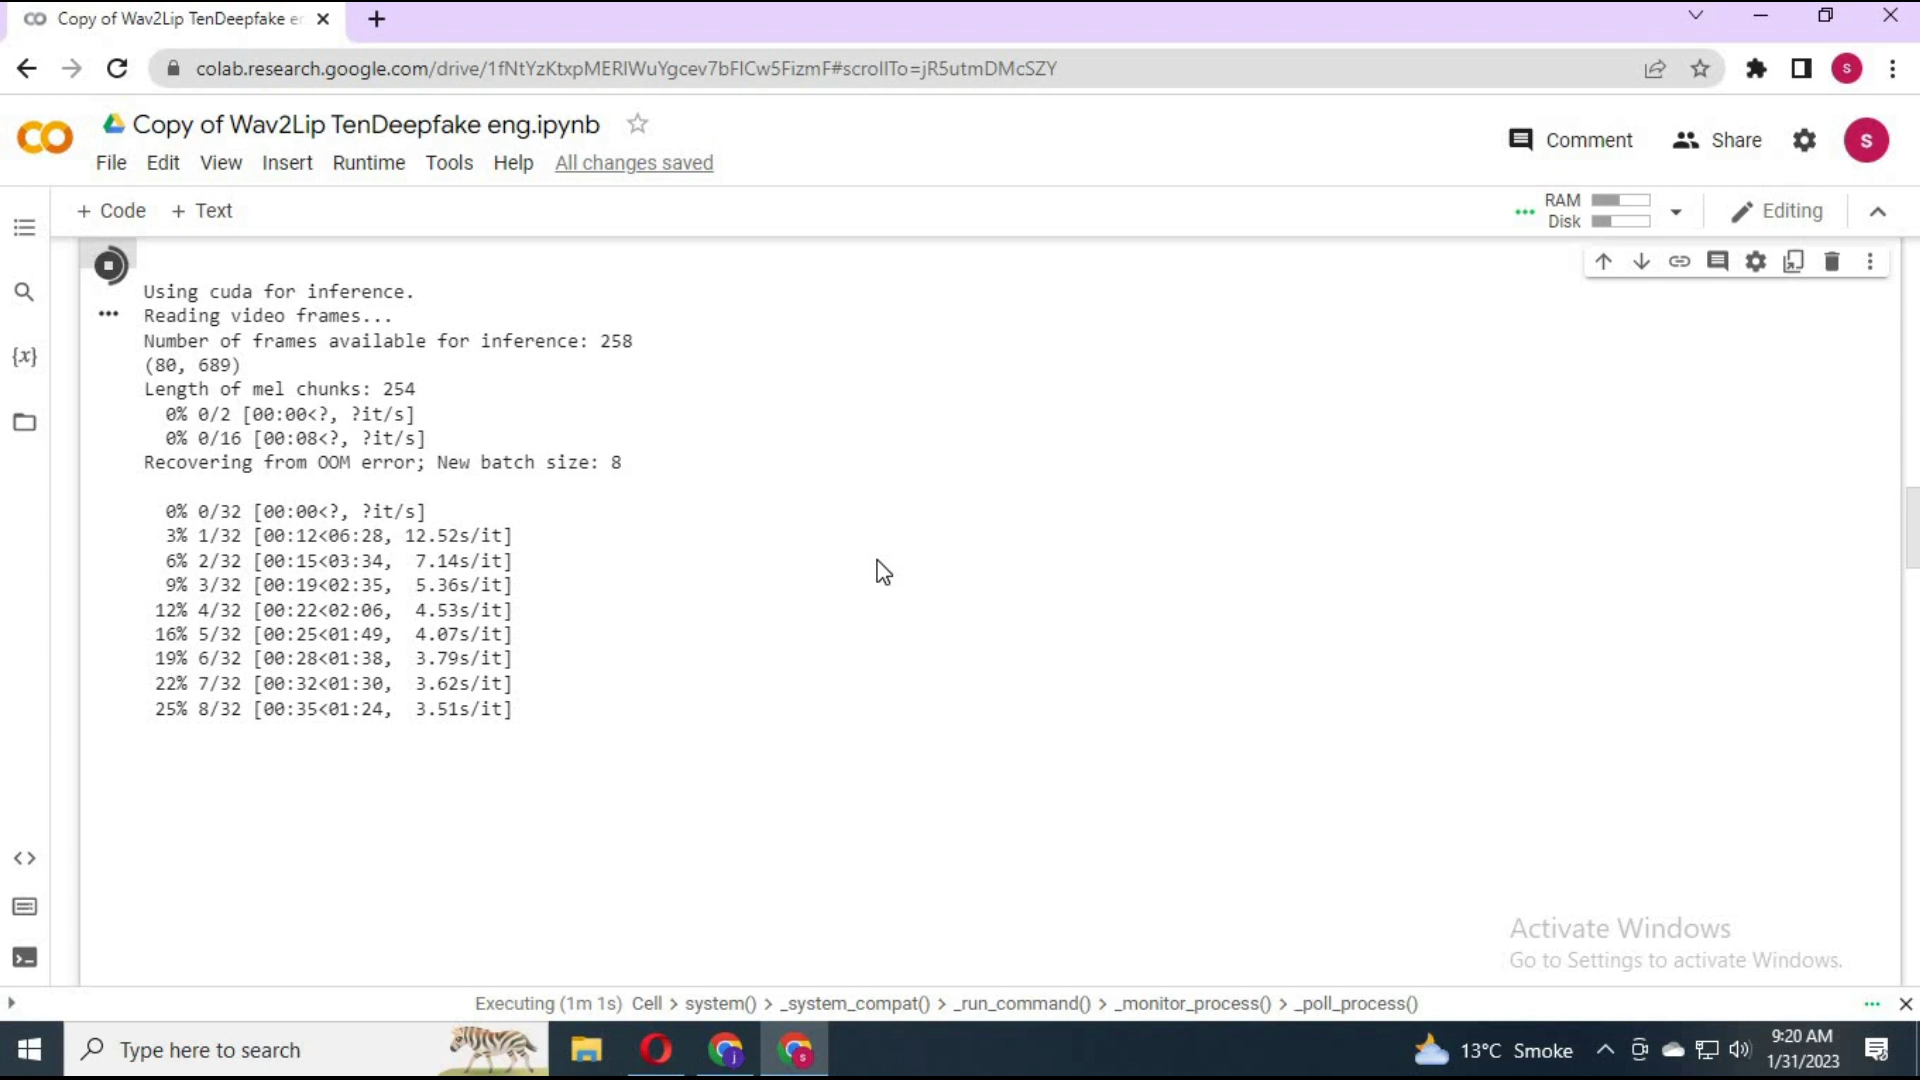 Copy of Wav2Lip TenDeepfake er
colab.research.google.com/drive/1fNtYzKtxpMERlWuYgcev7bFlCw5FizmF#scrollTo=jR5utmDMcSZY
S
Copy of Wav2Lip TenDeepfake eng.ipynb
Comment
Share
S
File Edit View Insert Runtime Tools Help All changes saved
+ Code + Text
RAM
Disk
Editing
{x}
Using cuda for inference.
Reading video frames...
Number of frames available for inference: 258
(80, 689)
Length of mel chunks: 254
0% 0/2 [00:00<?, ?it/s]
0% 0/16 [00:08<?, ?it/s]
Recovering from OOM error; New batch size: 8
0% 0/32 [00:00<?, ?it/s]
3% 1/32 [00:12<06:28, 12.52s/it]
6% 2/32 [00:15<03:34, 7.14s/it]
9% 3/32 [00:19<02:35, 5.36s/it]
12% 4/32 [00:22<02:06, 4.53s/it]
16% 5/32 [00:25<01:49, 4.07s/it]
19% 6/32 [00:28<01:38, 3.79s/it]
22% 7/32 [00:32<01:30, 3.62s/it]
25% 8/32 [00:35<01:24, 3.51s/it]
Activate Windows
Go to Settings to activate Windows.
Executing (1m 1s) Cell > system() > _system_compat() > _run_command() > _monitor_process() > _poll_process()
Type here to search
j
s
13°C Smoke
9:20 AM
1/31/2023